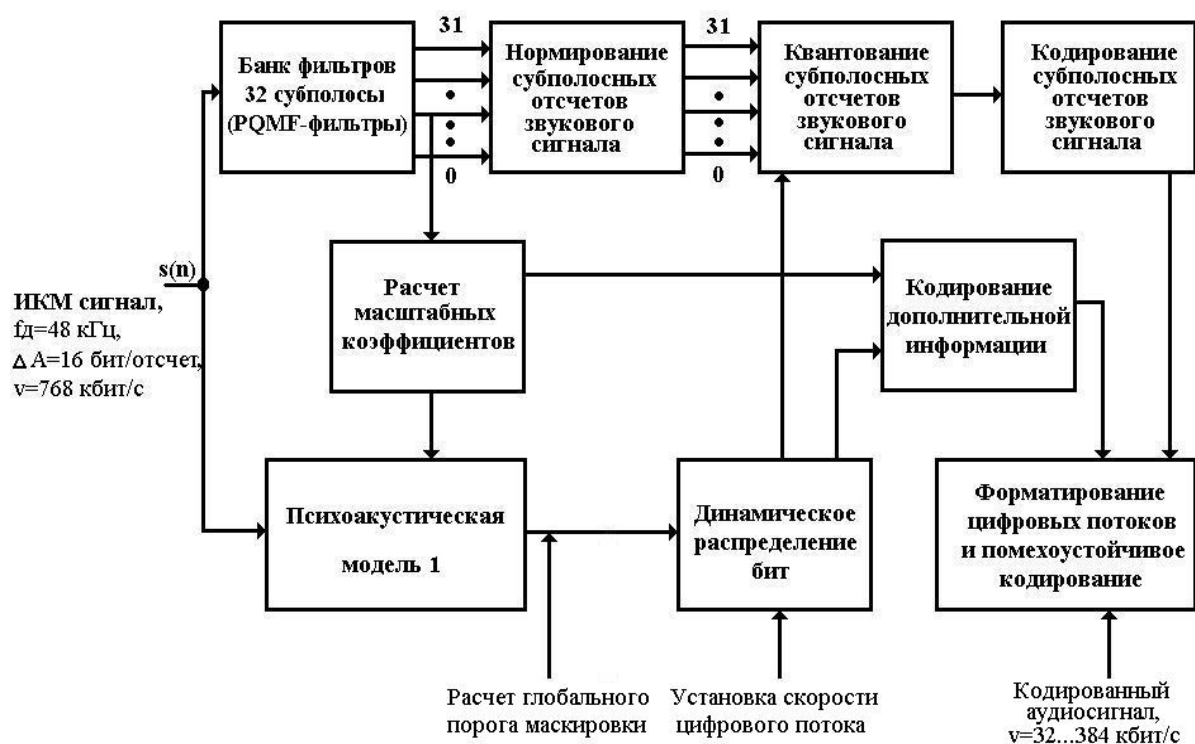 31
31
Банк фильтров
32 субполосы
(PQMF-фильтры)
Нормирование
субполосных
отсчетов
звукового
сигнала
Квантование
субполосных
отсчетов
звукового
сигнала
Кодирование
субполосных
отсчетов
звукового
сигнала
0
0
s(n)
ИКМ сигнал,
fд=48 кГц,
Δ A=16 бит/отсчет,
v=768 кбит/с
Расчет
масштабных
коэффициентов
Кодирование
дополнительной
информации
Психоакустическая
модель 1
Динамическое
распределение
бит
Форматирование
цифровых потоков
и помехоустойчивое
кодирование
Расчет глобального
порога маскировки
Установка скорости
цифрового потока
Кодированный
аудиосигнал,
v=32...384 кбит/с